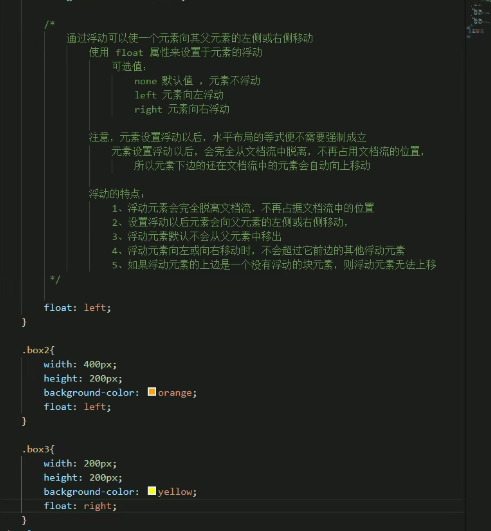 /*
通过浮动可以使一个元素向其父元素的左侧或右侧移动
使用 float 属性来设置于元素的浮动
可选值:
none 默认值 ,元素不浮动
left 元素向左浮动
right 元素向右浮动
注意,元素设置浮动以后,水平布局的等式便不需要强制成立
元素设置浮动以后,会完全从文档流中脱离,不再占用文档流的位置,
所以元素下边的还在文档流中的元素会自动向上移动
浮动的特点:
1、浮动元素会完全脱离文档流,不再占据文档流中的位置
2、设置浮动以后元素会向父元素的左侧或右侧移动,
3、浮动元素默认不会从父元素中移出
4、浮动元素向左或向右移动时,不会超过它前边的其他浮动元素
5、如果浮动元素的上边是一个没有浮动的块元素,则浮动元素无法上移
*/
float: left;
}
.box2{
width: 400px;
height: 200px;
background-color: orange;
float: left;
}
.box3{
width: 200px;
height: 200px;
background-color: yellow;
float: right;
}